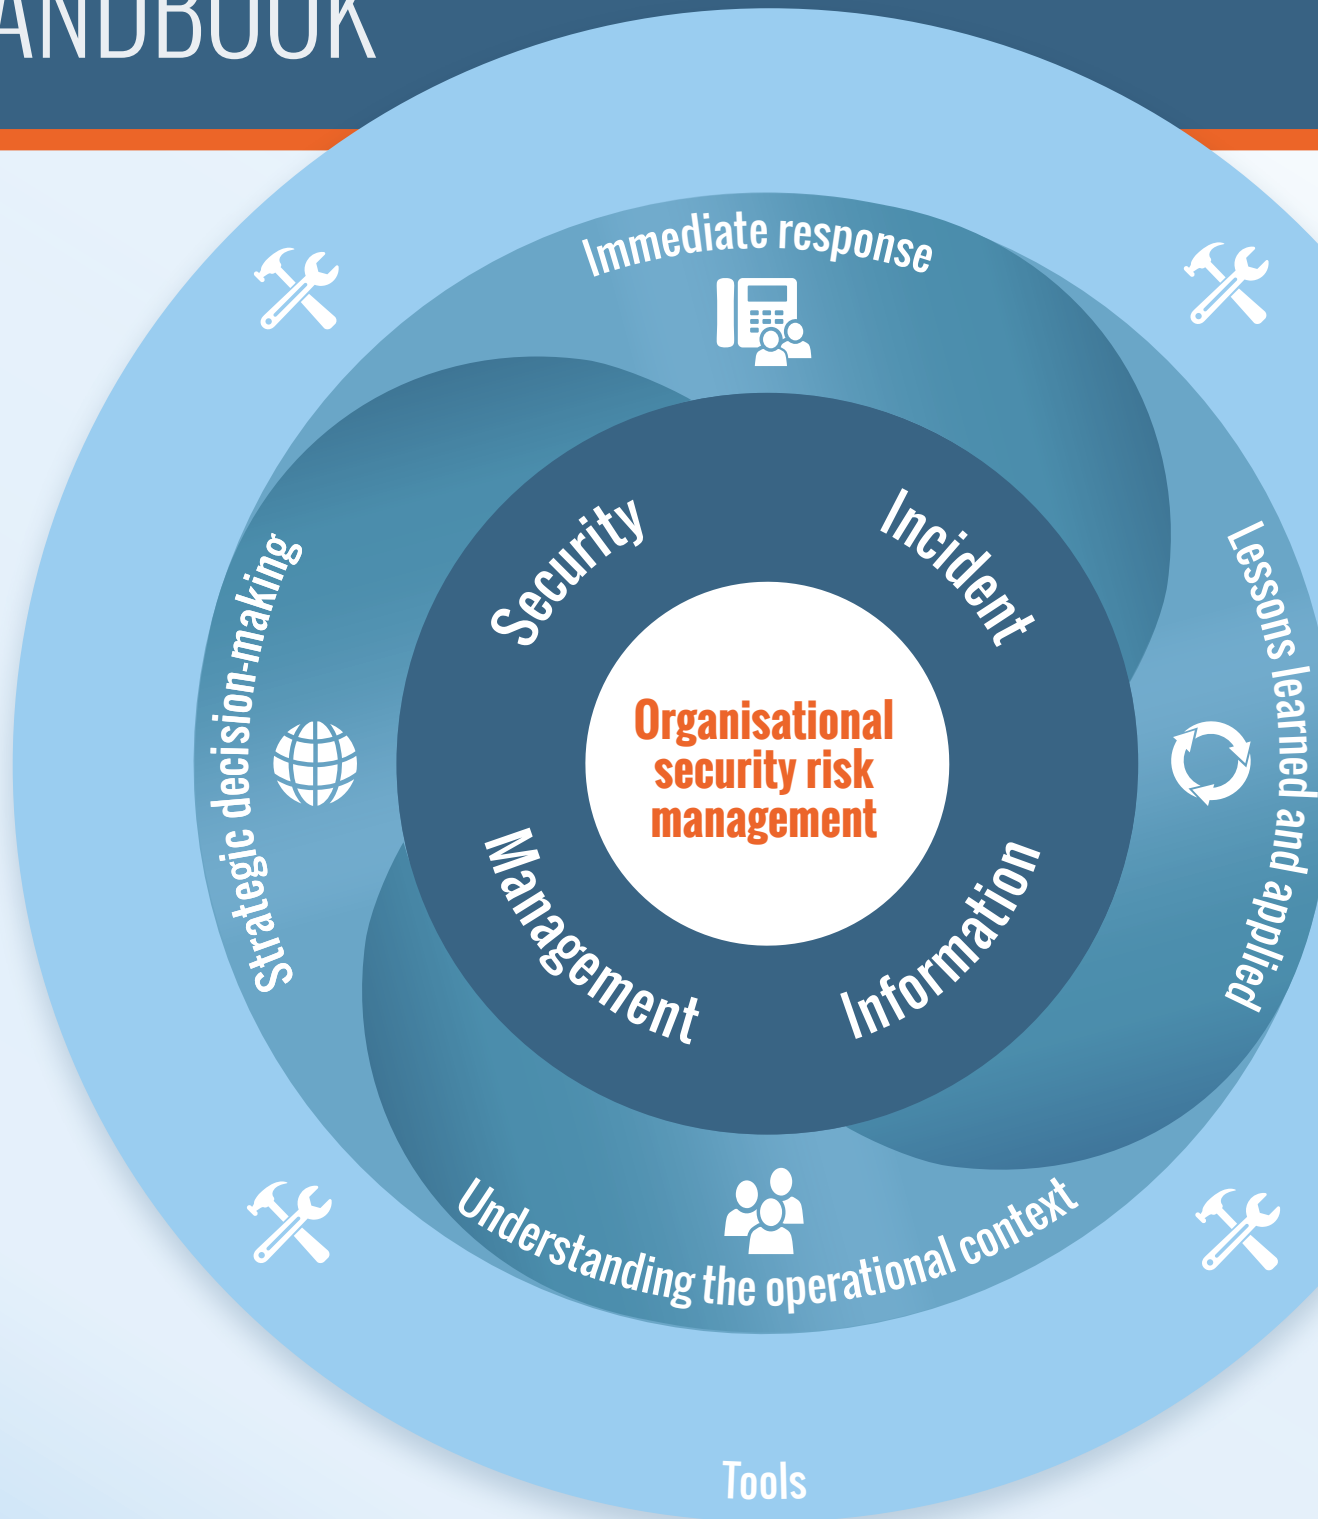 ANDBOOK
Immediate response
Security
Incident
Strategic decision-making
Organisational
security risk
management
Lessons learned and applied
Management
Information
Understanding the operational context
Tools